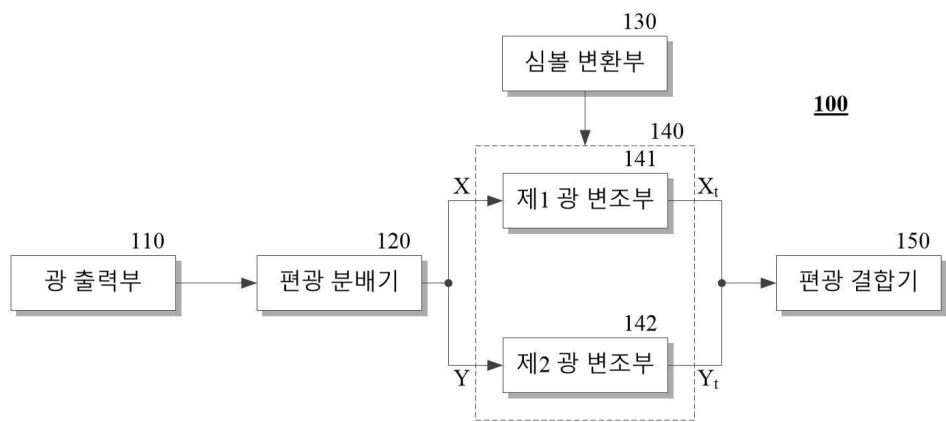 130
심볼 변환부
100
140
141
X
제1 광 변조부
Xₜ
110
120
150
광 출력부
편광 분배기
편광 결합기
142
Y
제2 광 변조부
Yₜ